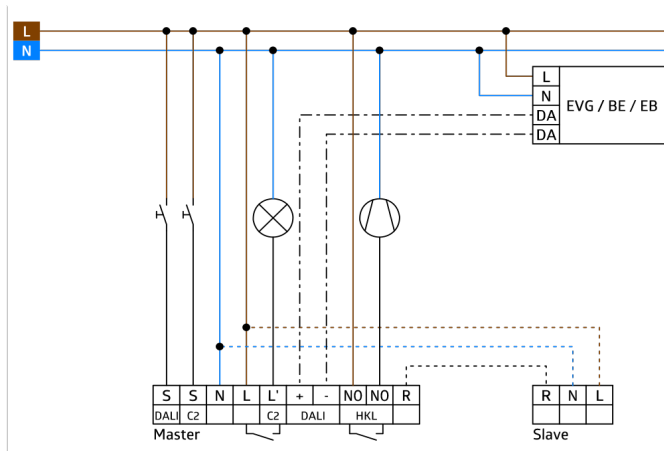 L
N
L
N
DA
DA
EVG / BE / EB
S S N L L' + - NO NO R
DALI C2 C2 DALI HKL
Master
R N L
Slave